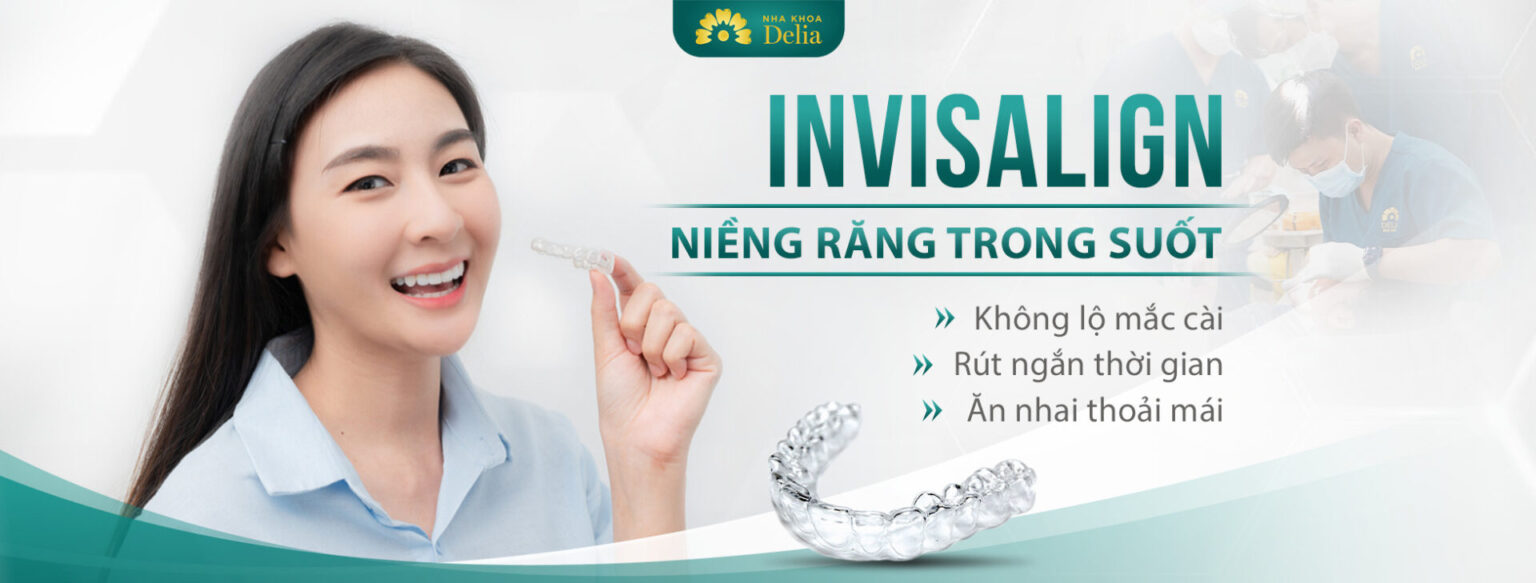 NHA KHOA
Delia
INVISALIGN
NIỀNG RĂNG TRONG SUỐT
Không lộ mắc cài
Rút ngắn thời gian
Ăn nhai thoải mái